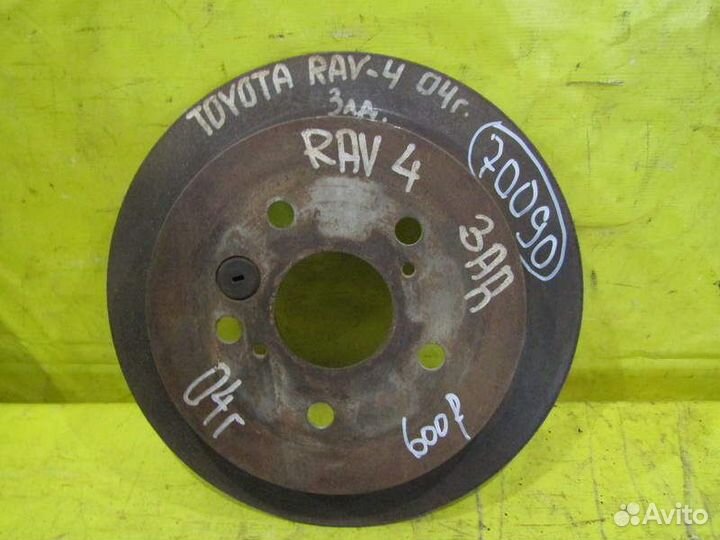 TOYOTA RAV-4 04г.
Зад.
RAV 4
70090
ЗАД
04г
600р
Avito